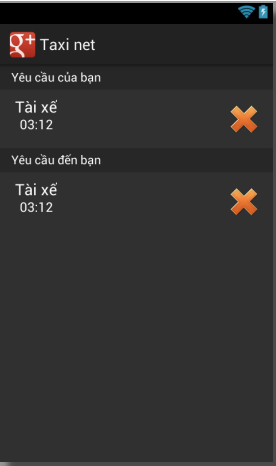 g+ Taxi net
Yêu cầu của bạn
Tài xế
03:12
Yêu cầu đến bạn
Tài xế
03:12